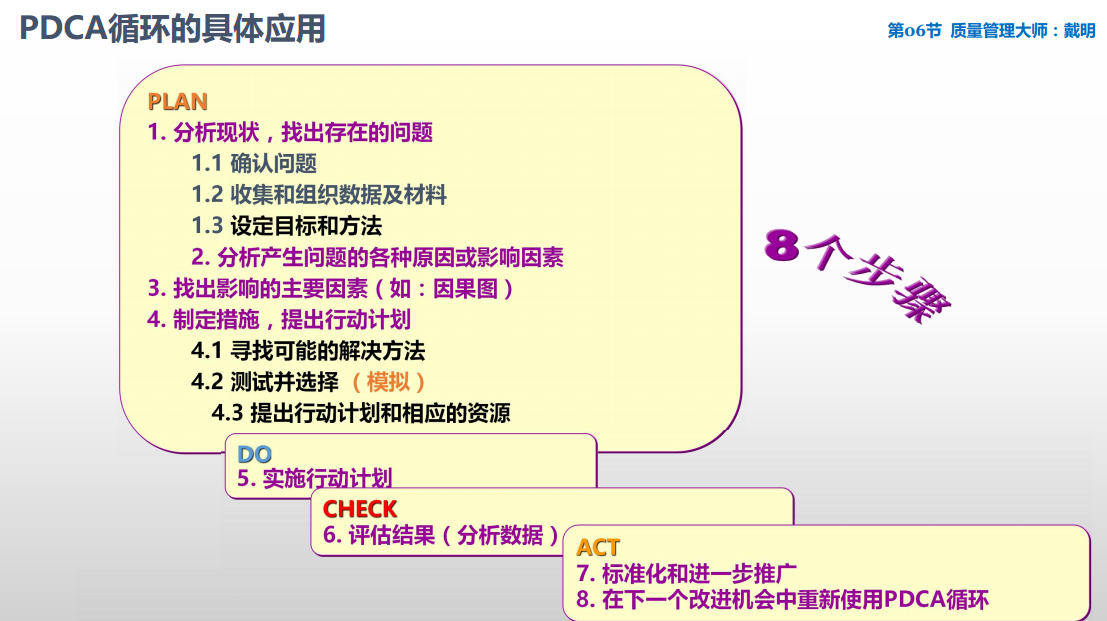 PDCA循环的具体应用
第06节 质量管理大师：戴明
PLAN
1. 分析现状，找出存在的问题
1.1 确认问题
1.2 收集和组织数据及材料
1.3 设定目标和方法
2. 分析产生问题的各种原因或影响因素
3. 找出影响的主要因素（如：因果图）
4. 制定措施，提出行动计划
4.1 寻找可能的解决方法
4.2 测试并选择（模拟）
4.3 提出行动计划和相应的资源
8个步骤
DO
5. 实施行动计划
CHECK
6. 评估结果（分析数据）
ACT
7. 标准化和进一步推广
8. 在下一个改进机会中重新使用PDCA循环